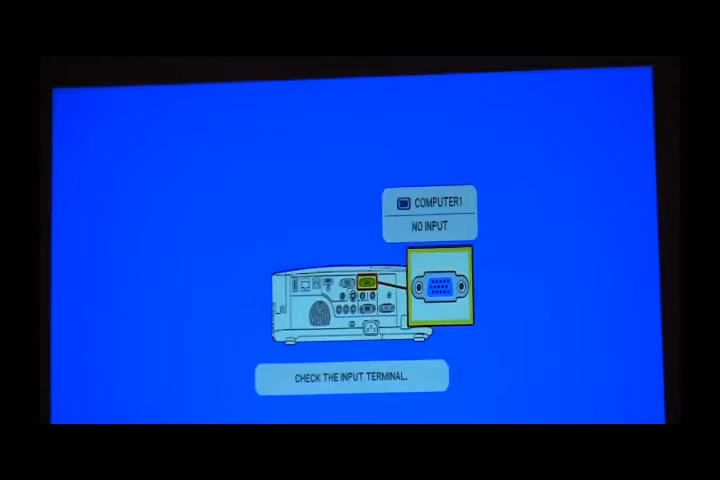 COMPUTER1
NO INPUT
CHECK THE INPUT TERMINAL.